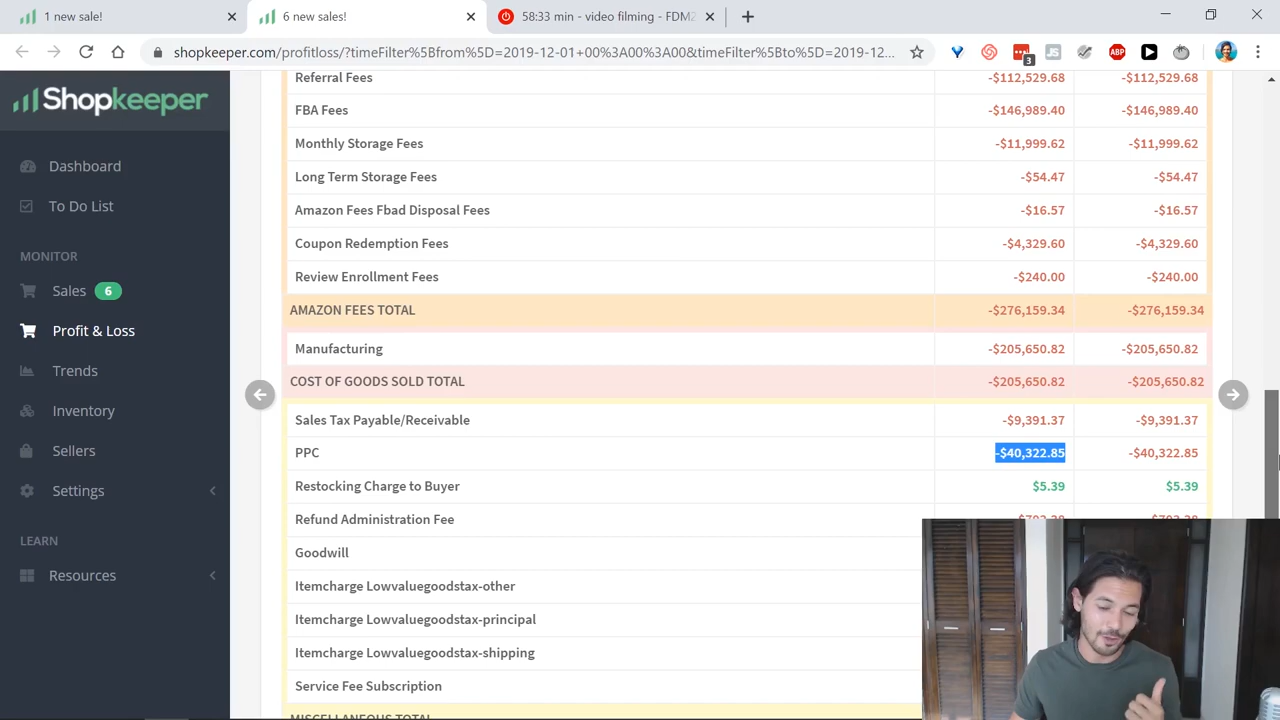 1 new sale!
6 new sales!
58:33 min - video filming - FDM2
shopkeeper.com/profitloss/?timeFilter%5Bfrom%5D=2019-12-01+00%3A00%3A00&timeFilter%5Bto%5D=2019-12...
3
JS
ABP
Shopkeeper
Dashboard
To Do List
MONITOR
Sales 6
Profit & Loss
Trends
Inventory
Sellers
Settings
LEARN
Resources
Referral Fees -$112,529.68 -$112,529.68
FBA Fees -$146,989.40 -$146,989.40
Monthly Storage Fees -$11,999.62 -$11,999.62
Long Term Storage Fees -$54.47 -$54.47
Amazon Fees Fbad Disposal Fees -$16.57 -$16.57
Coupon Redemption Fees -$4,329.60 -$4,329.60
Review Enrollment Fees -$240.00 -$240.00
AMAZON FEES TOTAL -$276,159.34 -$276,159.34
Manufacturing -$205,650.82 -$205,650.82
COST OF GOODS SOLD TOTAL -$205,650.82 -$205,650.82
Sales Tax Payable/Receivable -$9,391.37 -$9,391.37
PPC -$40,322.85 -$40,322.85
Restocking Charge to Buyer $5.39 $5.39
Refund Administration Fee
Goodwill
Itemcharge Lowvaluegoodstax-other
Itemcharge Lowvaluegoodstax-principal
Itemcharge Lowvaluegoodstax-shipping
Service Fee Subscription
MISCELLANEOUS TOTAL